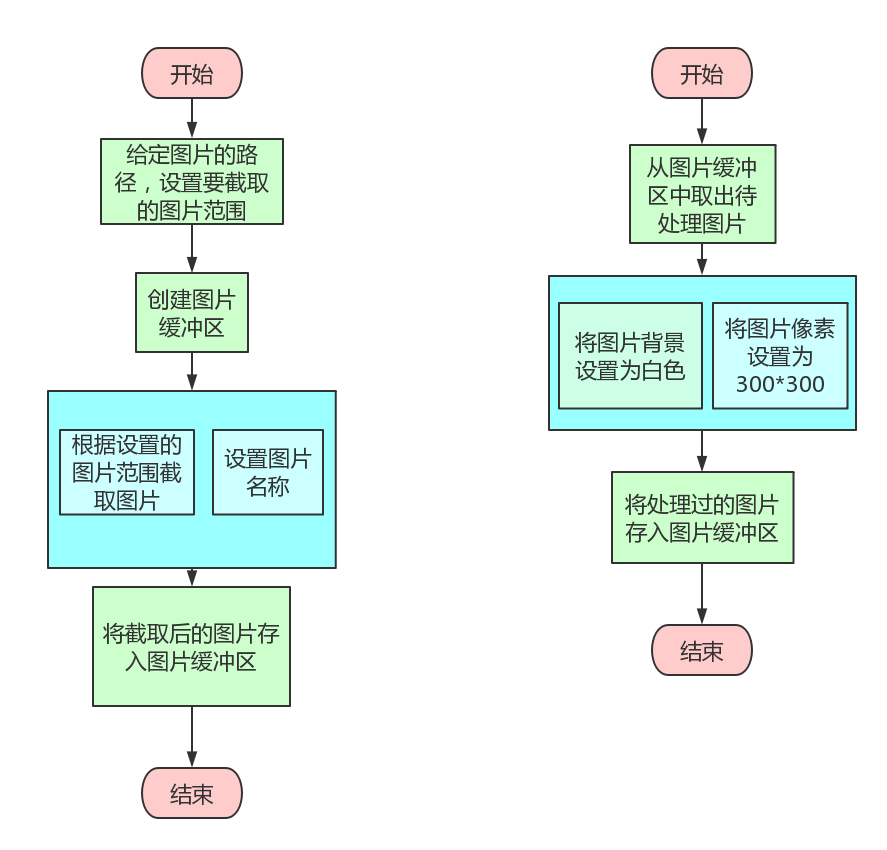 开始
给定图片的路
径，设置要截取
的图片范围
创建图片
缓冲区
根据设置的
图片范围截
取图片
设置图片
名称
将截取后的图片存
入图片缓冲区
结束
开始
从图片缓冲
区中取出待
处理图片
将图片背景
设置为白色
将图片像素
设置为
300*300
将处理过的图片
存入图片缓冲区
结束